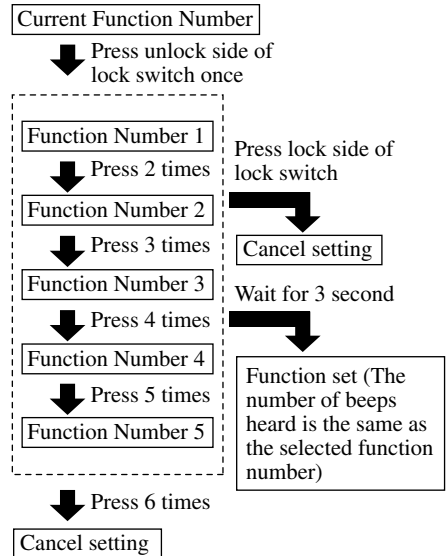 Current Function Number
Press unlock side of
lock switch once
Function Number 1
Press 2 times
Function Number 2
Press 3 times
Function Number 3
Press 4 times
Function Number 4
Press 5 times
Function Number 5
Press lock side of
lock switch
Cancel setting
Wait for 3 second
Function set (The
number of beeps
heard is the same as
the selected function
number)
Press 6 times
Cancel setting